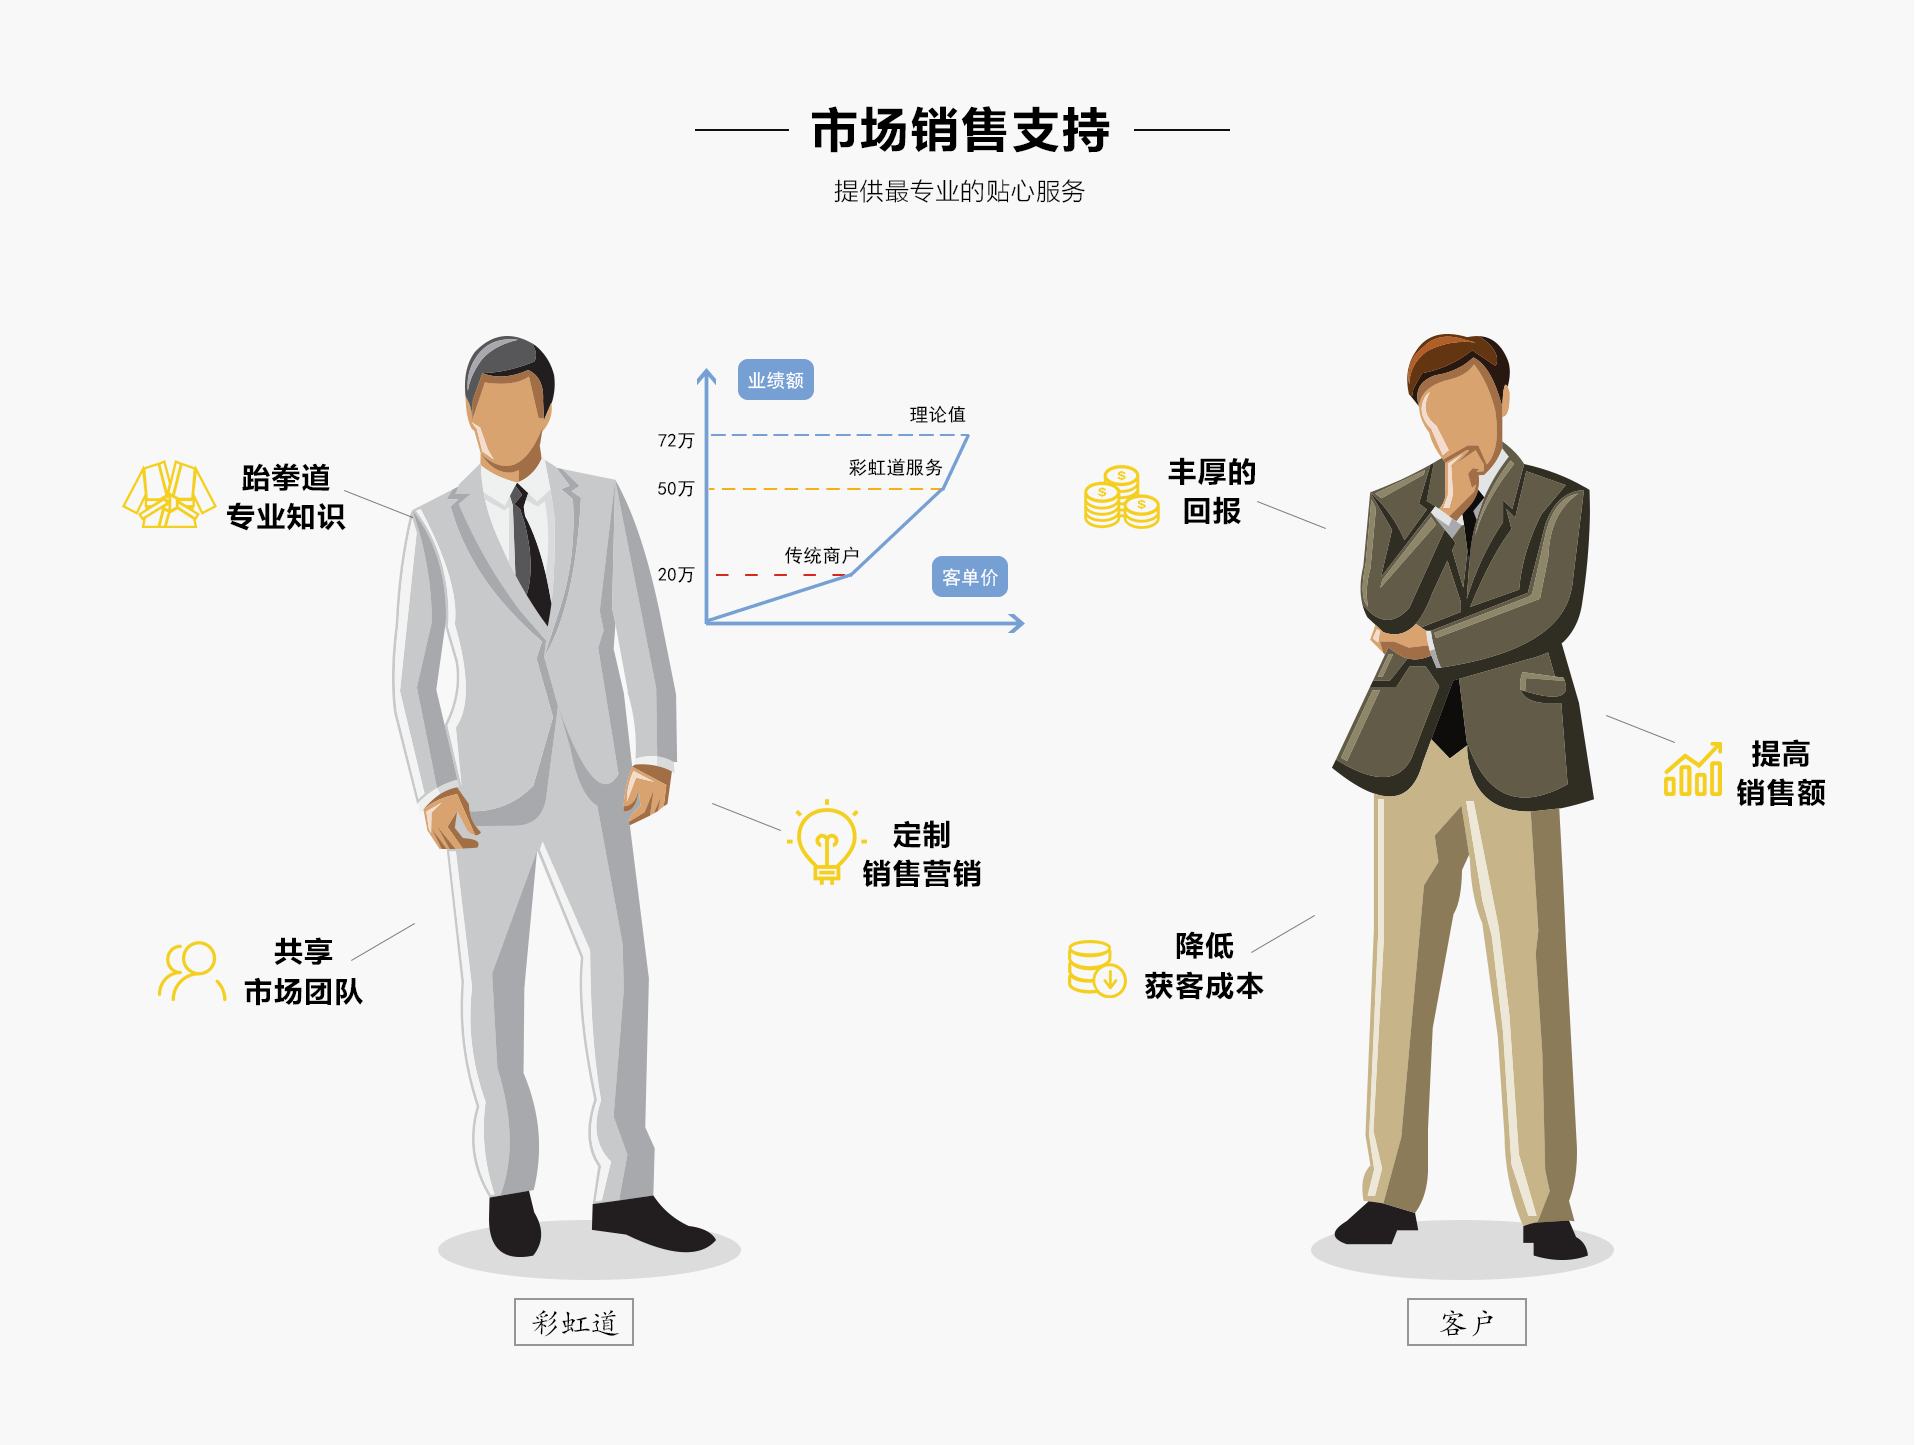 市场销售支持
提供最专业的贴心服务
业绩额
理论值
72万
彩虹道服务
50万
传统商户
20万
客单价
跆拳道
专业知识
定制
销售营销
共享
市场团队
彩虹道
丰厚的
回报
提高
销售额
降低
获客成本
客户
$
$
$